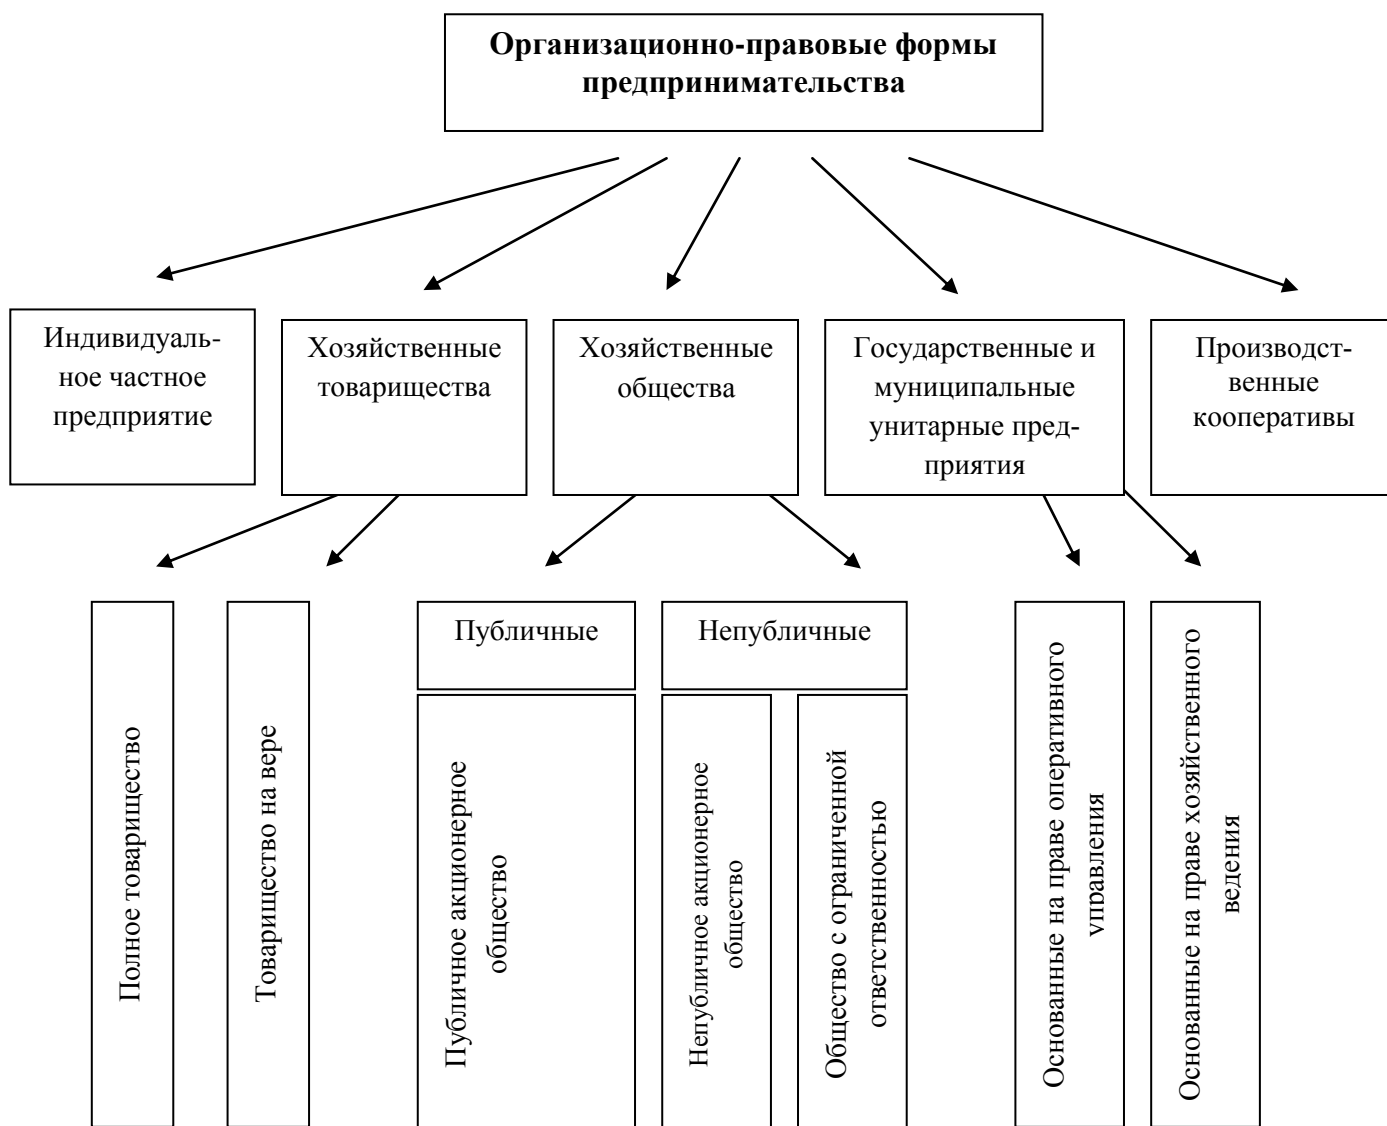 Организационно-правовые формы
предпринимательства
Индивидуаль-
ное частное
предприятие
Хозяйственные
товарищества
Хозяйственные
общества
Государственные и
муниципальные
унитарные пред-
приятия
Производст-
венные
кооперативы
Полное товарищество
Товарищество на вере
Публичные
Непубличные
Публичное акционерное
общество
Непубличное акционерное
общество
Общество с ограниченной
ответственностью
Основанные на праве оперативного
управления
Основанные на праве хозяйственного
ведения